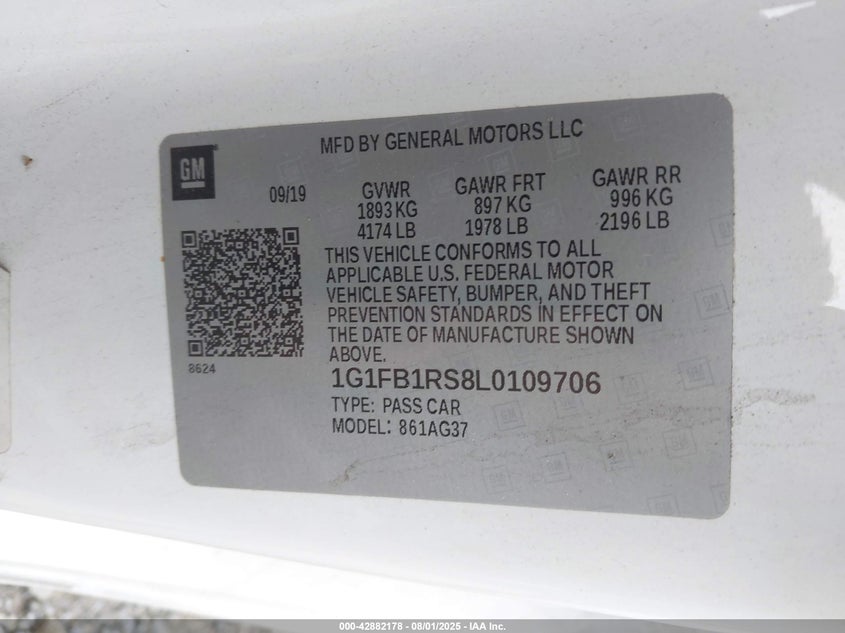 MFD BY GENERAL MOTORS LLC
GM
09/19
GVWR GAWR FRT GAWR RR
1893 KG 897 KG 996 KG
4174 LB 1978 LB 2196 LB
THIS VEHICLE CONFORMS TO ALL
APPLICABLE U.S. FEDERAL MOTOR
VEHICLE SAFETY, BUMPER, AND THEFT
PREVENTION STANDARDS IN EFFECT ON
THE DATE OF MANUFACTURE SHOWN
ABOVE.
8624
1G1FB1RS8L0109706
TYPE: PASS CAR
MODEL: 861AG37
000-42882178 - 08/01/2025 - IAA Inc.